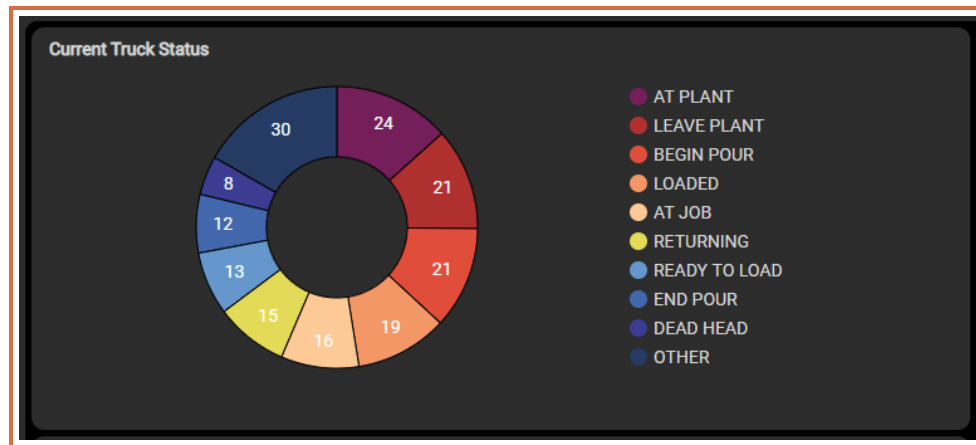 Current Truck Status
24
21
21
19
16
15
13
12
8
30
AT PLANT
LEAVE PLANT
BEGIN POUR
LOADED
AT JOB
RETURNING
READY TO LOAD
END POUR
DEAD HEAD
OTHER